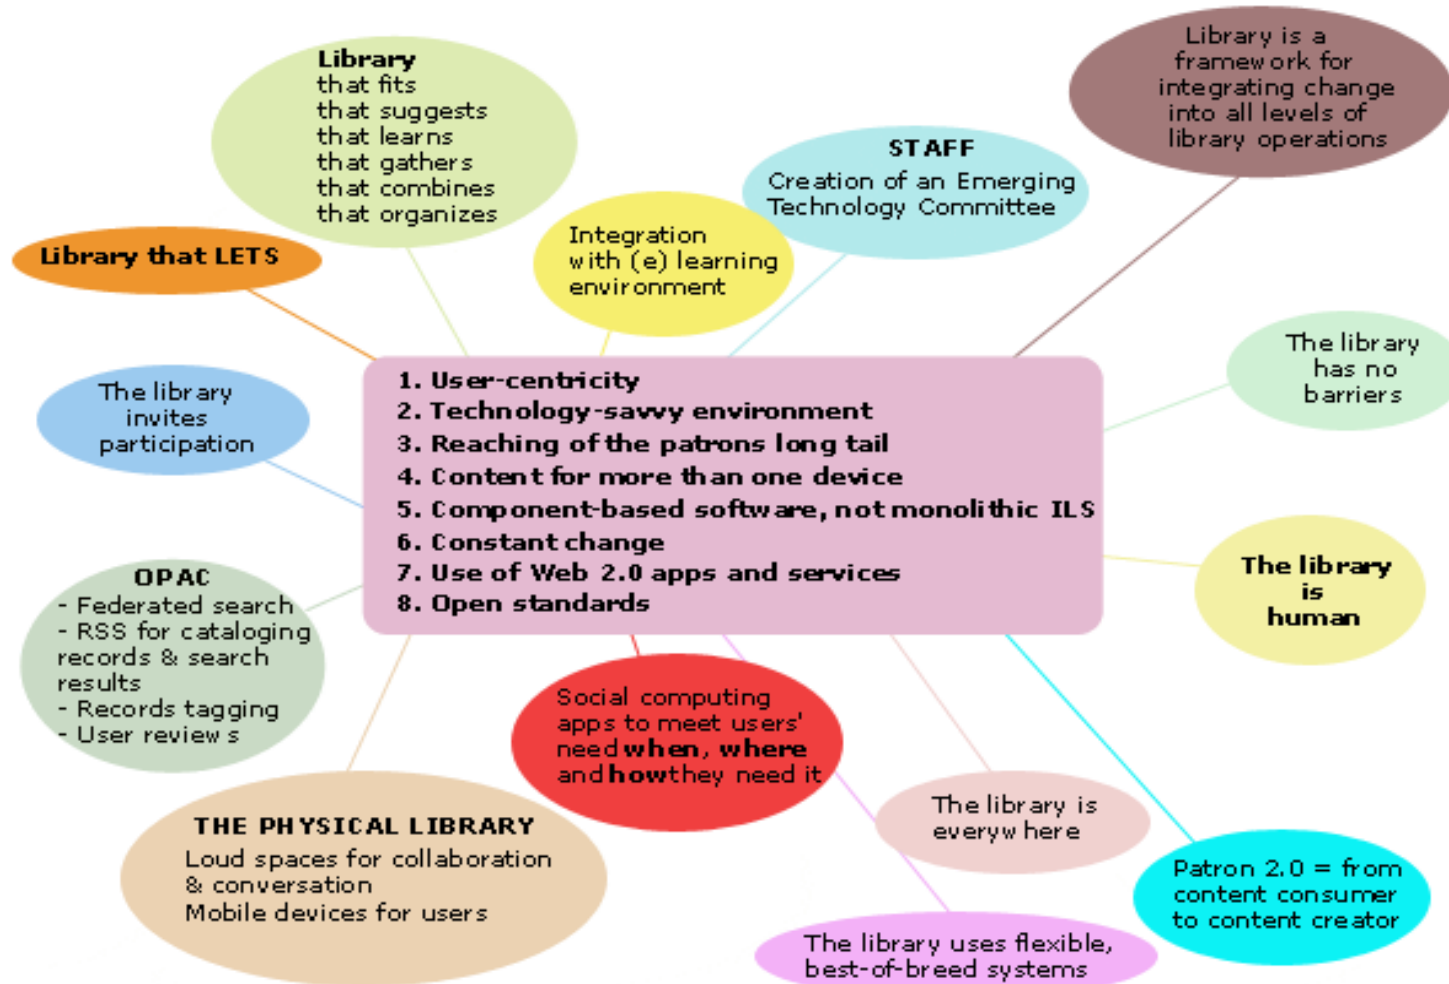 Library
that fits
that suggests
that learns
that gathers
that combines
that organizes
Library is a
framework for
integrating change
into all levels of
library operations
STAFF
Creation of an Emerging
Technology Committee
Library that LETS
Integration
with (e) learning
environment
The library
invites
participation
The library
has no
barriers
1. User-centricity
2. Technology-savvy environment
3. Reaching of the patrons long tail
4. Content for more than one device
5. Component-based software, not monolithic ILS
6. Constant change
7. Use of Web 2.0 apps and services
8. Open standards
OPAC
- Federated search
- RSS for cataloging
records & search
results
- Records tagging
- User reviews
The library
is
human
Social computing
apps to meet users'
need when, where
and how they need it
THE PHYSICAL LIBRARY
Loud spaces for collaboration
& conversation
Mobile devices for users
The library is
everywhere
Patron 2.0 = from
content consumer
to content creator
The library uses flexible,
best-of-breed systems